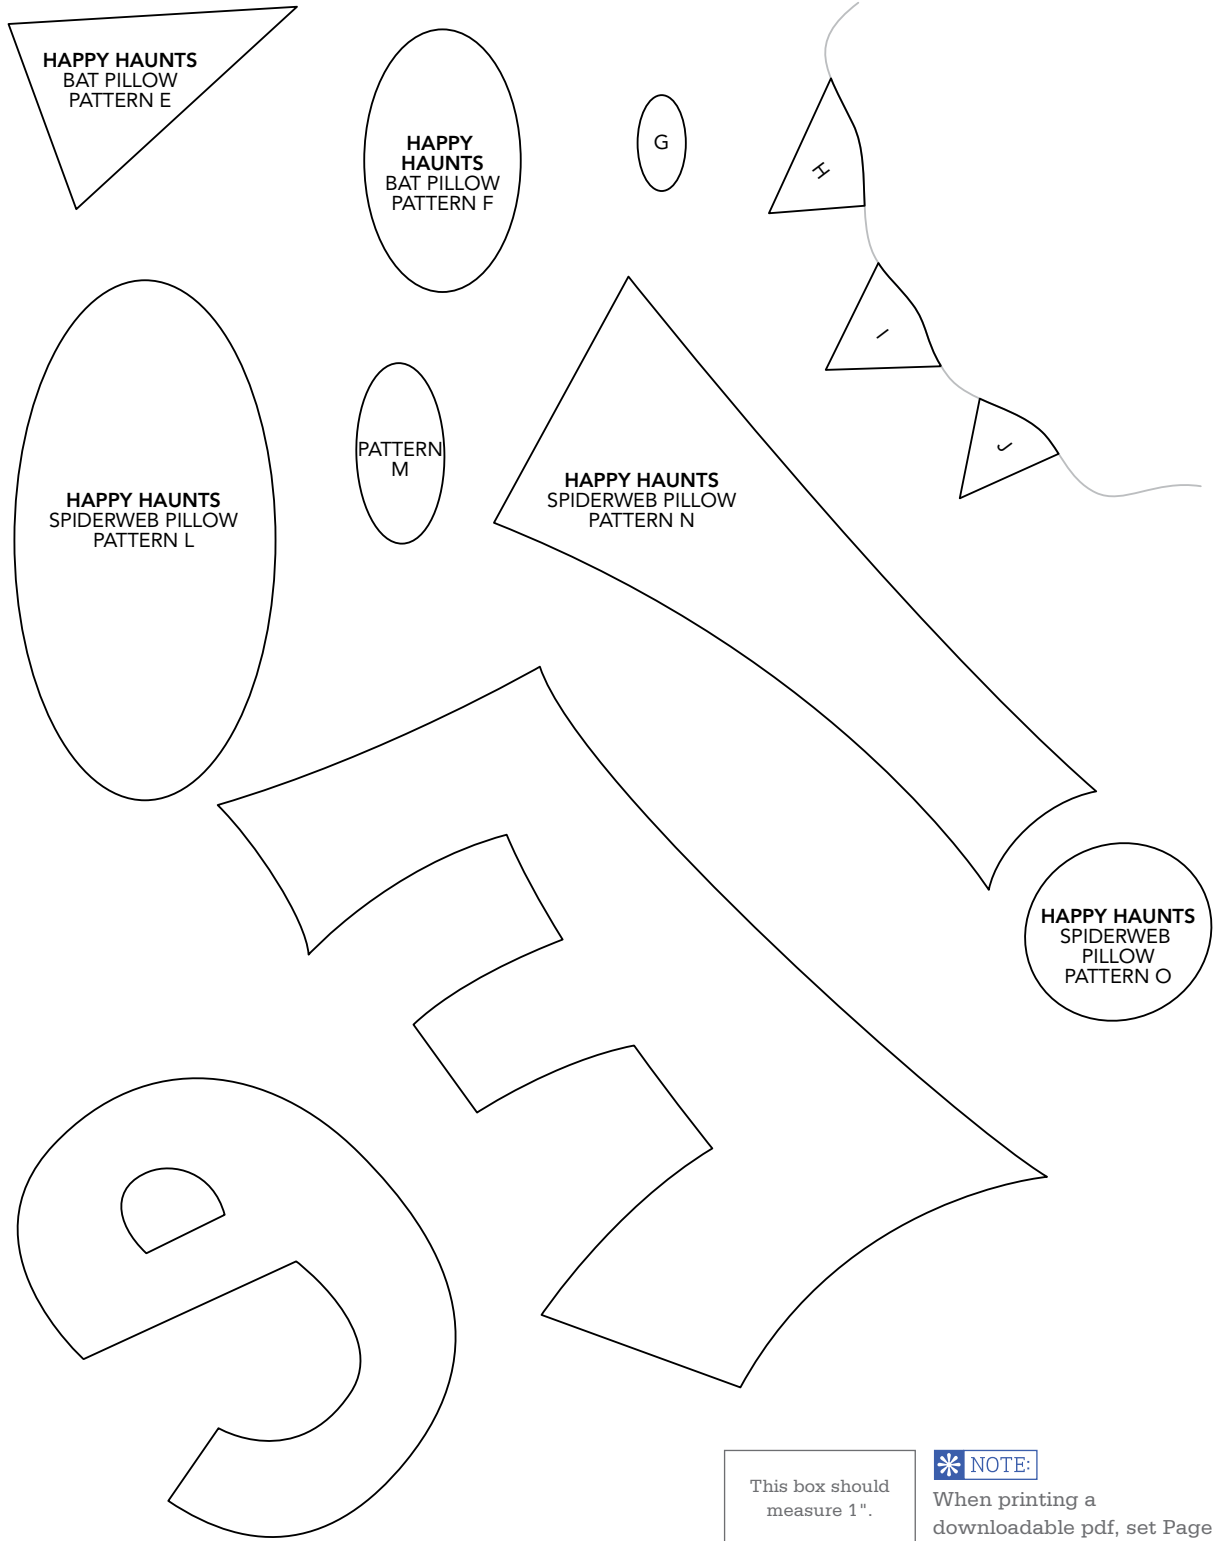 HAPPY HAUNTS
BAT PILLOW
PATTERN E
HAPPY
HAUNTS
BAT PILLOW
PATTERN F
G
H
I
J
HAPPY HAUNTS
SPIDERWEB PILLOW
PATTERN L
PATTERN
M
HAPPY HAUNTS
SPIDERWEB PILLOW
PATTERN N
HAPPY HAUNTS
SPIDERWEB
PILLOW
PATTERN O
This box should
measure 1".
NOTE:
When printing a
downloadable pdf, set Page